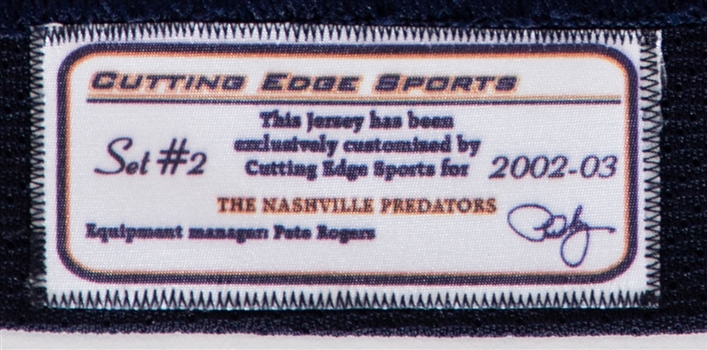 CUTTING EDGE SPORTS
This Jersey has been
exclusively customised by
Cutting Edge Sports for
Set #2
2002-03
THE NASHVILLE PREDATORS
Equipment manager: Pete Rogers